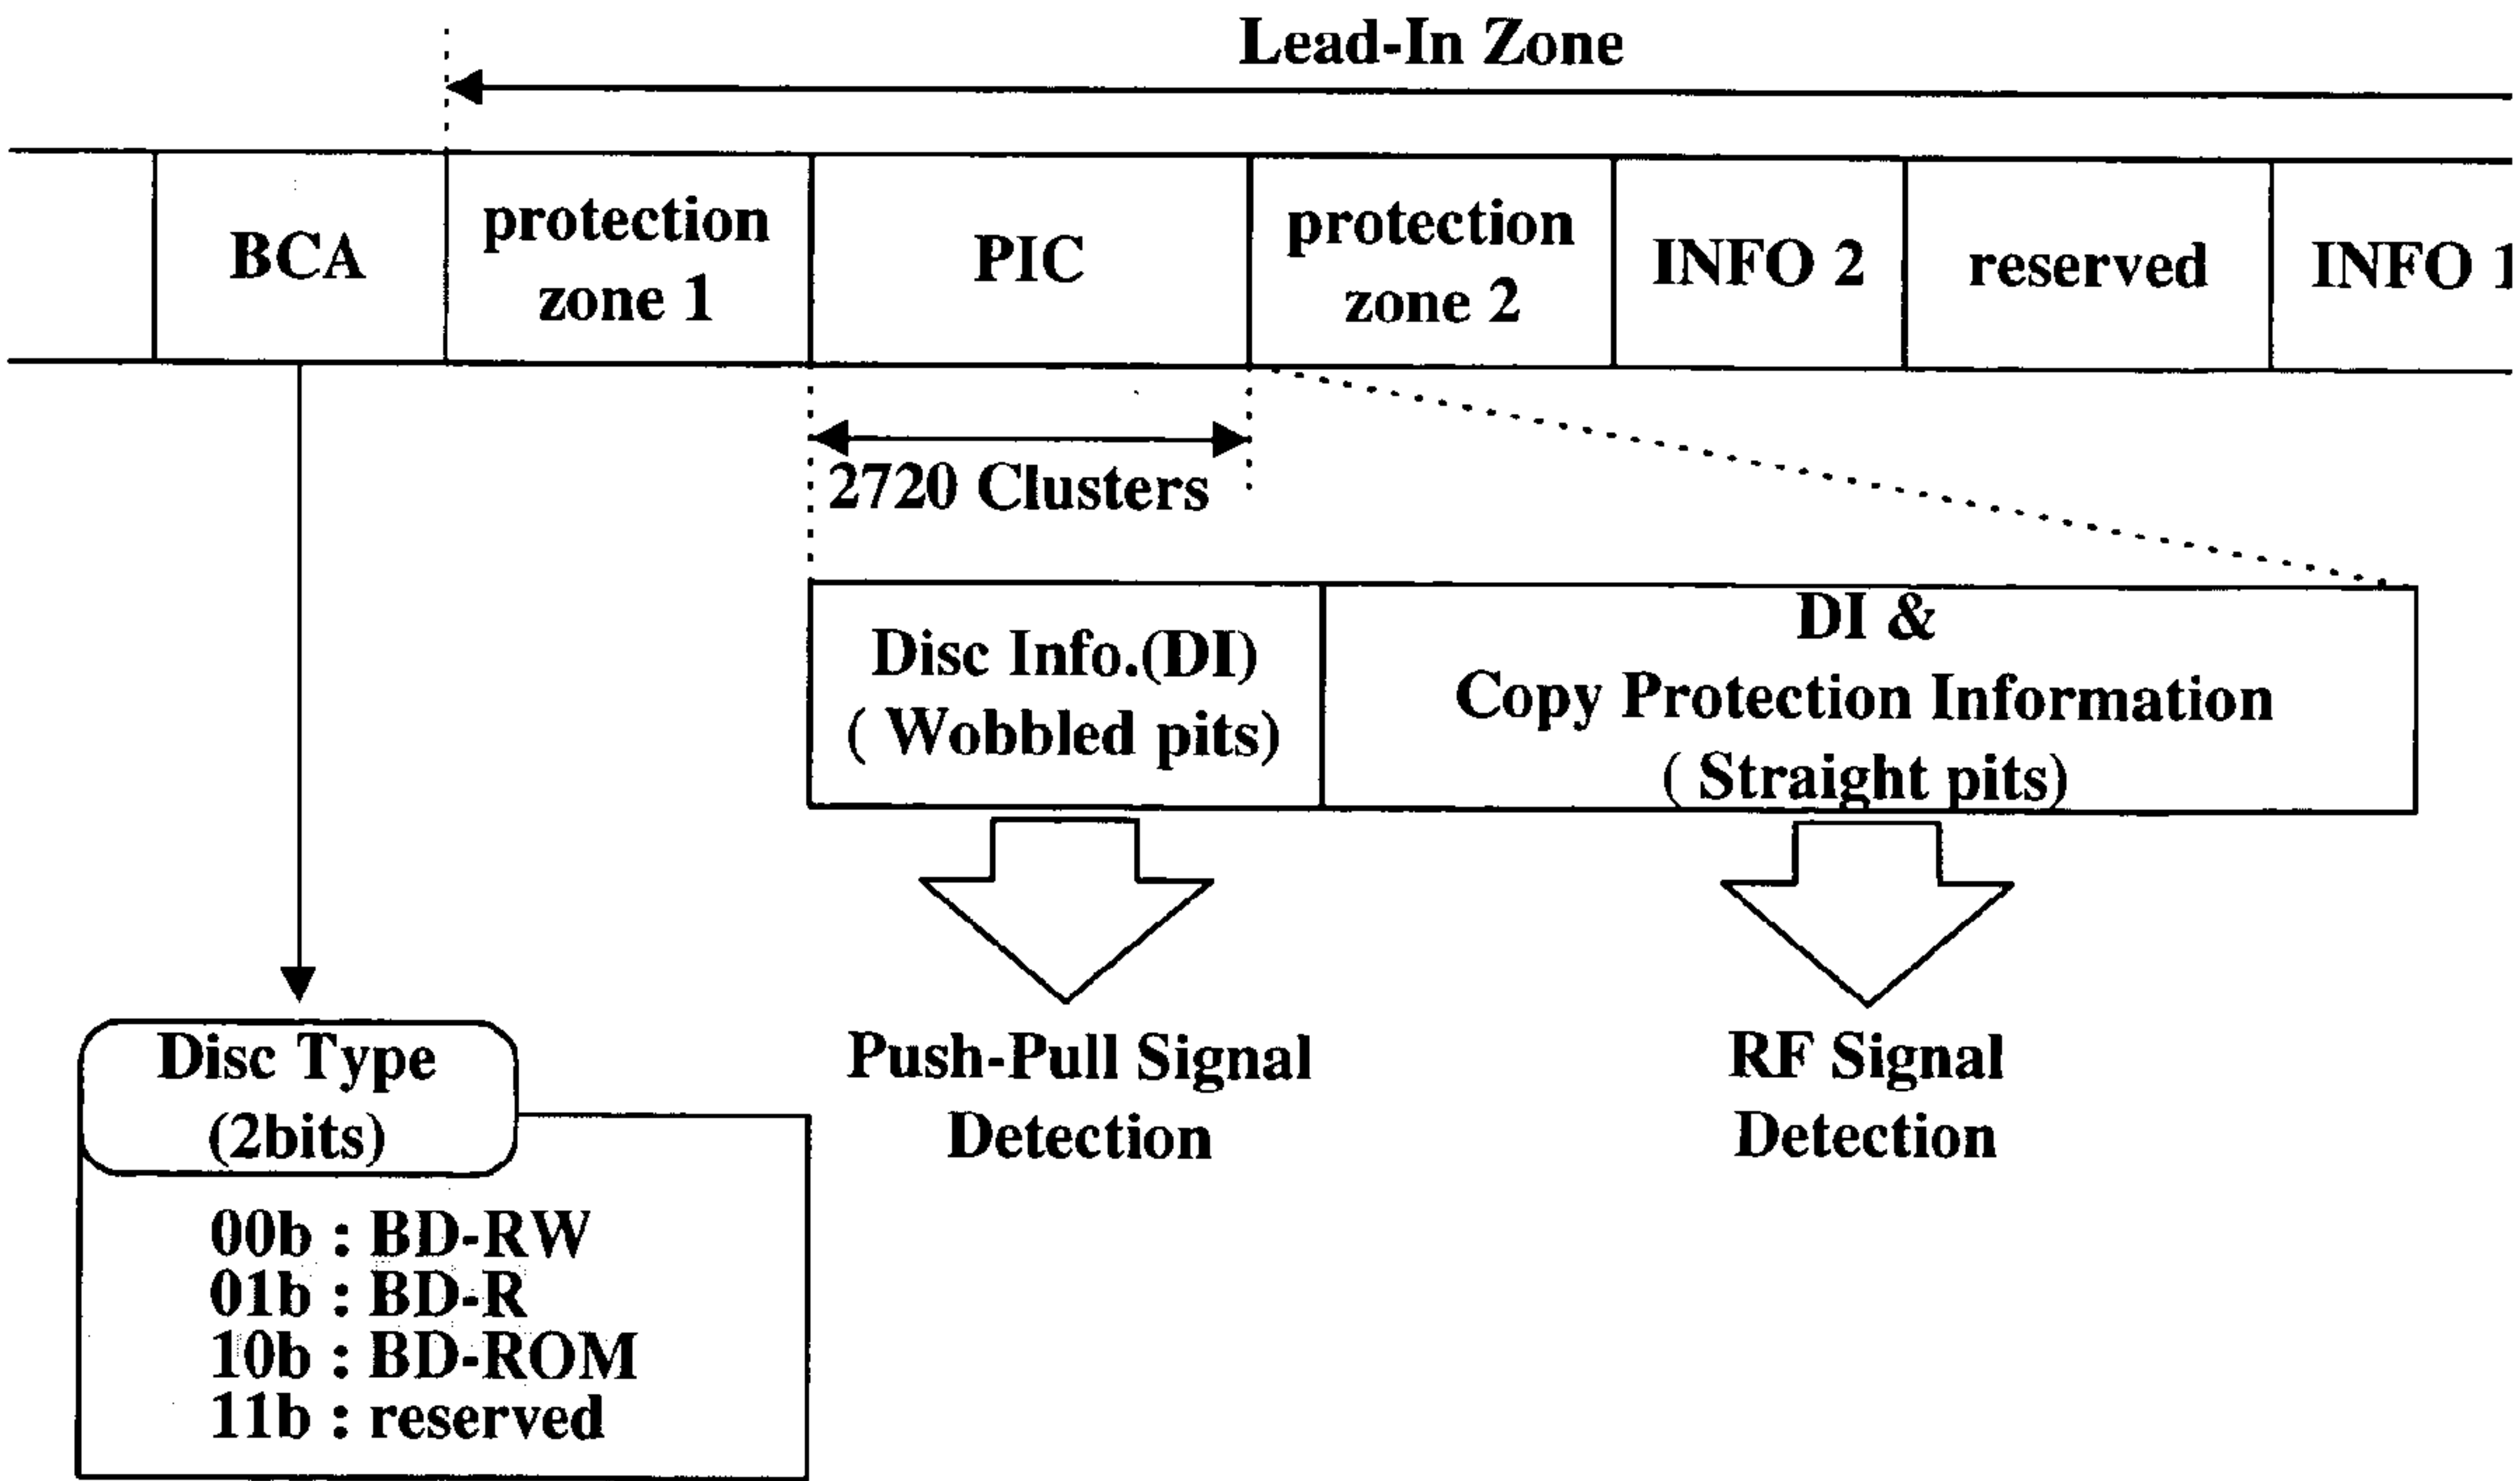 Lead-In Zone
BCA
protection
zone 1
PIC
protection
zone 2
INFO 2
reserved
INFO 1
2720 Clusters
Disc Info.(DI)
( Wobbled pits)
DI &
Copy Protection Information
( Straight pits)
Disc Type
(2bits)
Push-Pull Signal
Detection
RF Signal
Detection
00b : BD-RW
01b : BD-R
10b : BD-ROM
11b : reserved